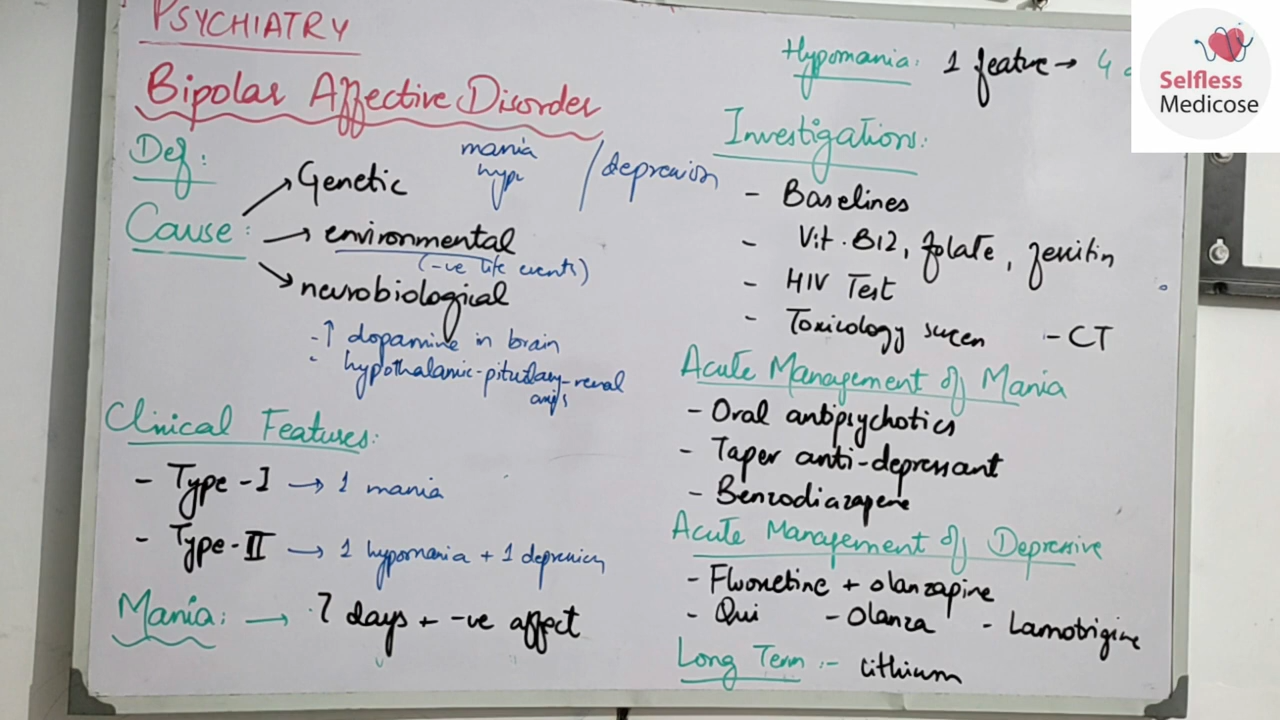 PSYCHIATRY
Bipolar Affective Disorder
Def:
mania / depression
hypo
Cause:
Genetic
environmental
(-ve life events)
neurobiological
- ↑ dopamine in brain
- hypothalamic-pituitary-renal
axis
Clinical Features:
- Type-I → 1 mania
- Type-II → 1 hypomania + 1 depression
Mania: → 7 days + -ve affect
Hypomania: 1 feature → 4
Investigations:
- Baselines
- Vit. B12, folate, ferritin
- HIV Test
- Toxicology screen - CT
Acute Management of Mania
- Oral antipsychotics
- Taper anti-depressant
- Benzodiazapene
Acute Management of Depressive
- Fluoxetine + olanzapine
- Qui - Olanza - Lamotrigine
Long Term :- lithium
Selfless
Medicose